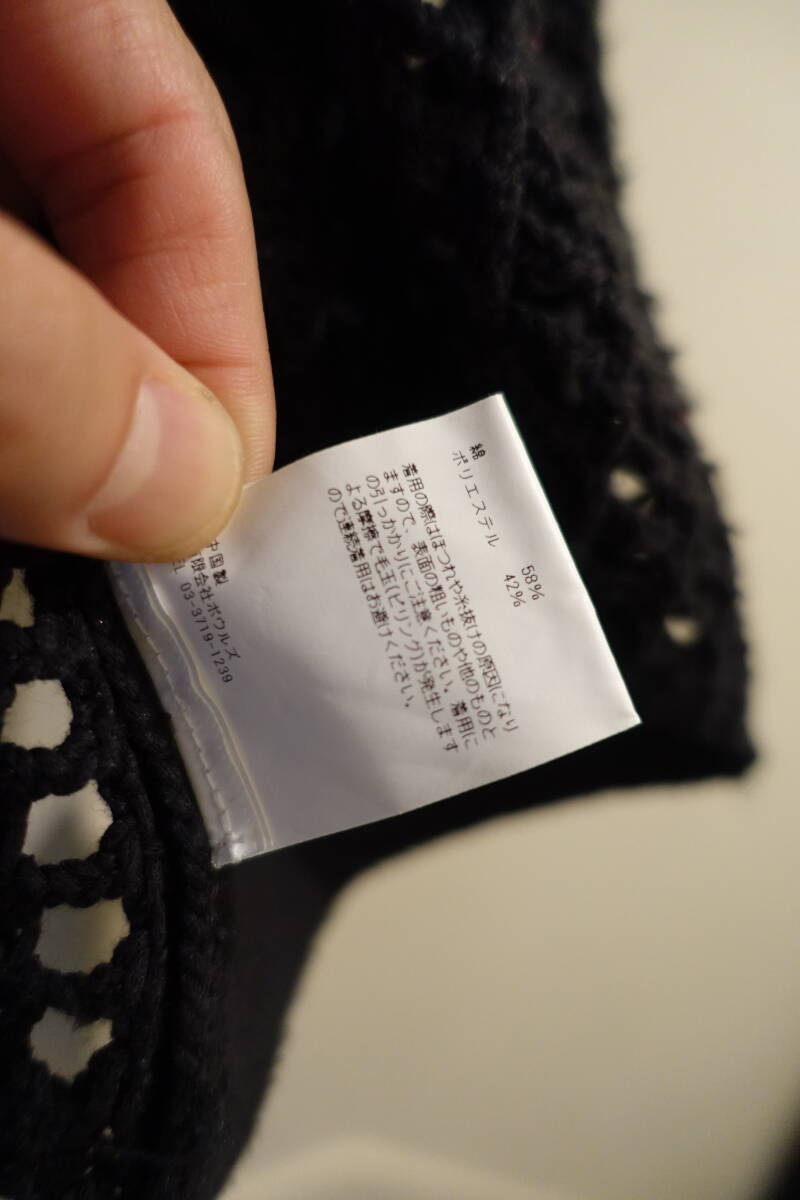 綿 58%
ポリエステル 42%
着用の際はほつれや糸抜けの原因になり
ますので、表面の粗いものや他のものと
の引っかかりにご注意ください。着用に
よる摩擦で毛玉(ピリング)が発生します
ので連続着用はお避けください。
中国製
限会社ボウルズ
EL 03-3719-1239